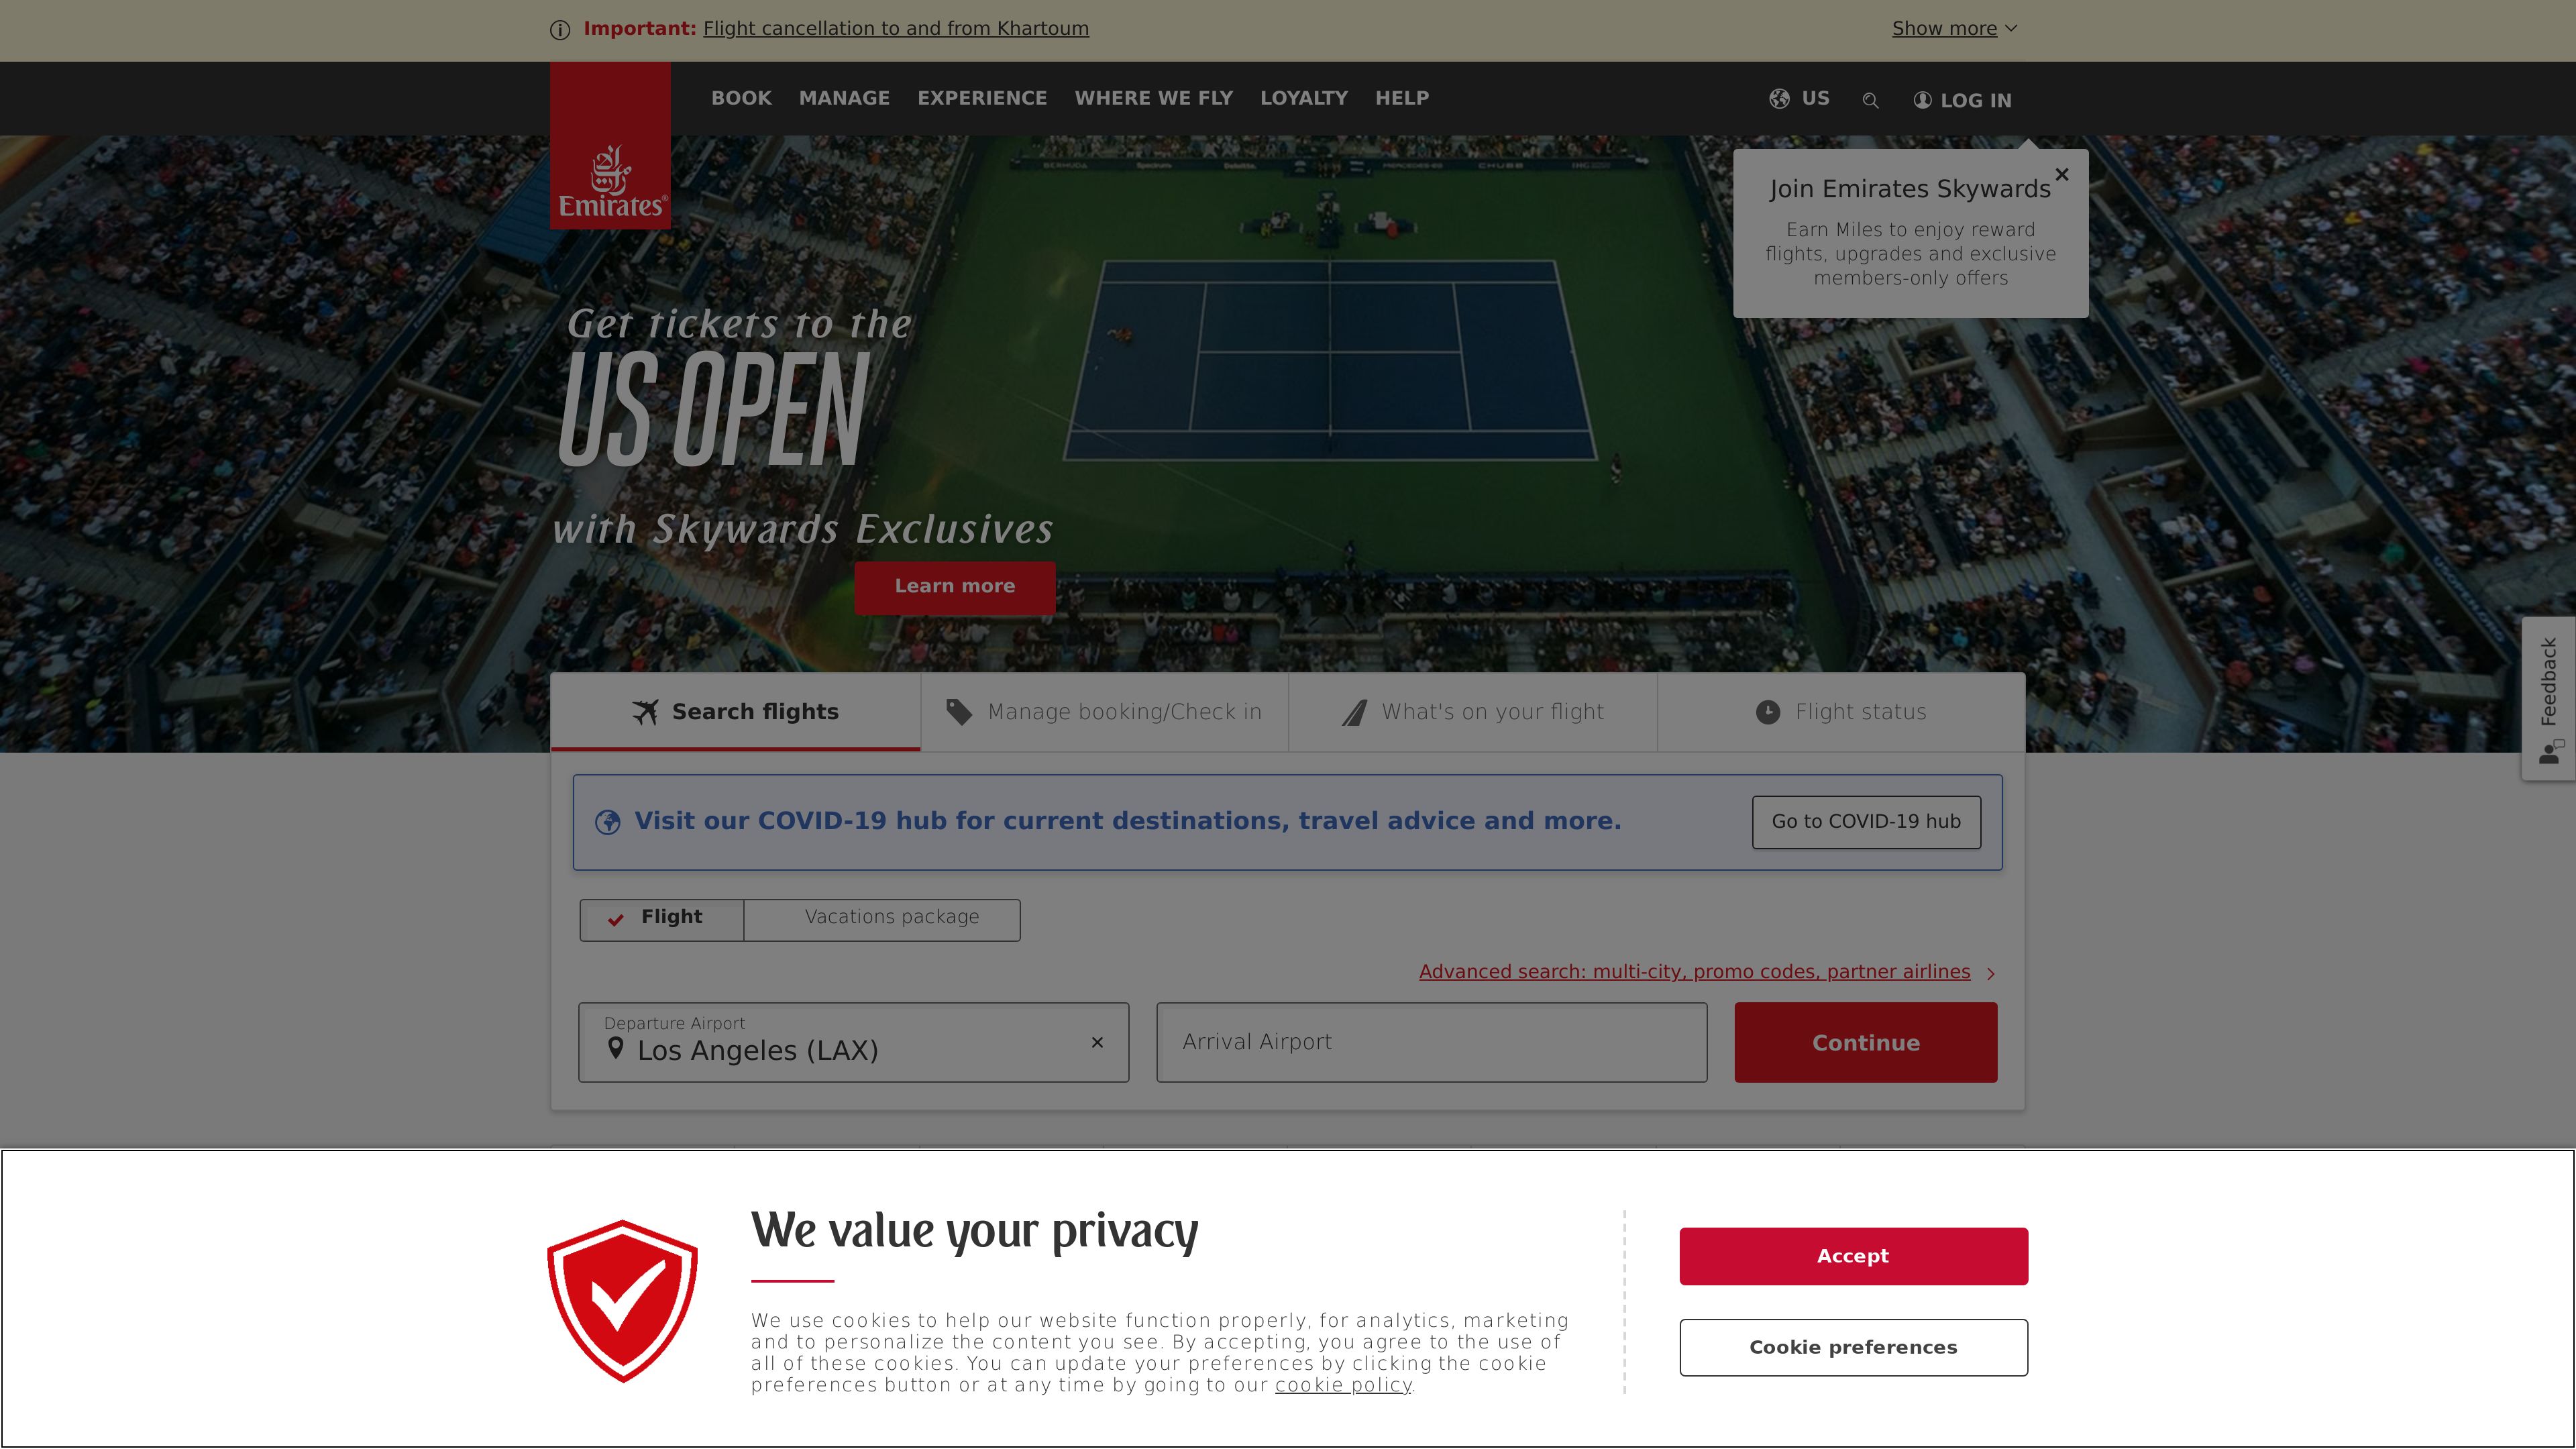 Important: Flight cancellation to and from Khartoum
Show more
BOOK MANAGE EXPERIENCE WHERE WE FLY LOYALTY HELP
US
LOG IN
Emirates
Join Emirates Skywards
Earn Miles to enjoy reward
flights, upgrades and exclusive
members-only offers
Get tickets to the
US OPEN
with Skywards Exclusives
Learn more
Feedback
Search flights
Manage booking/Check in
What's on your flight
Flight status
Visit our COVID-19 hub for current destinations, travel advice and more.
Go to COVID-19 hub
Flight
Vacations package
Advanced search: multi-city, promo codes, partner airlines
Departure Airport
Los Angeles (LAX)
Arrival Airport
Continue
We value your privacy
We use cookies to help our website function properly, for analytics, marketing
and to personalize the content you see. By accepting, you agree to the use of
all of these cookies. You can update your preferences by clicking the cookie
preferences button or at any time by going to our cookie policy.
Accept
Cookie preferences